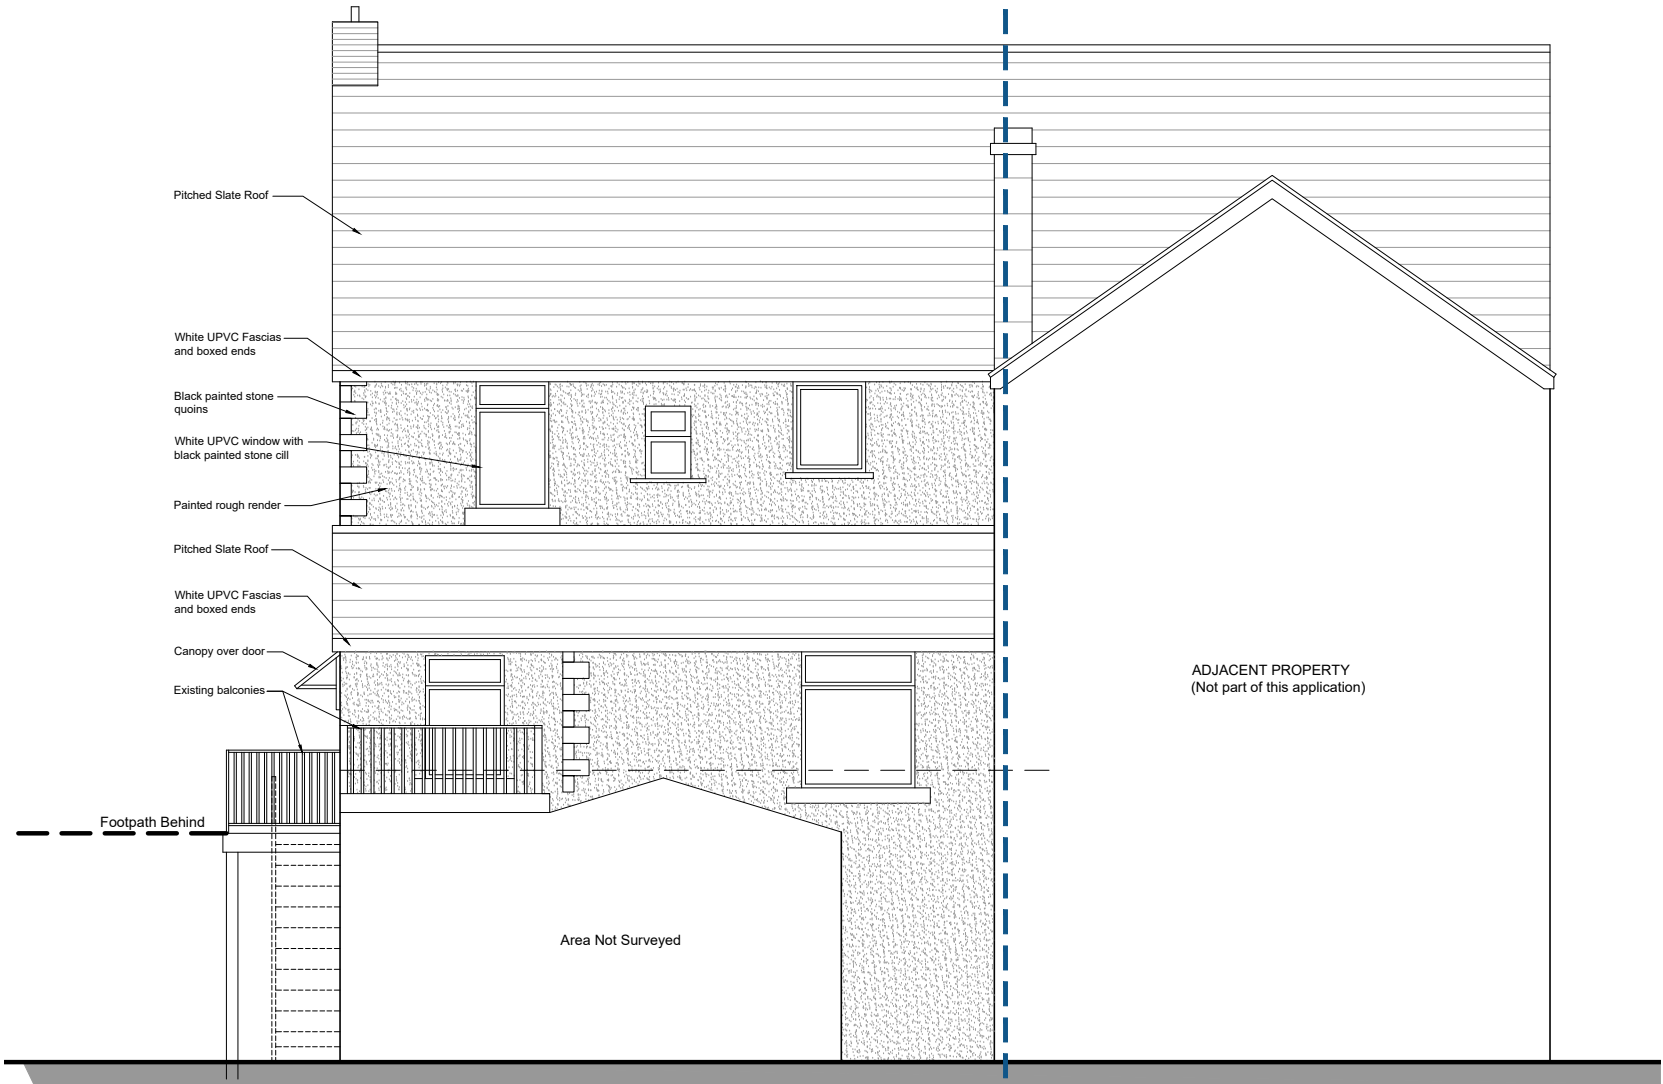 Pitched Slate Roof
White UPVC Fascias
and boxed ends
Black painted stone
quoins
White UPVC window with
black painted stone cill
Painted rough render
Pitched Slate Roof
White UPVC Fascias
and boxed ends
Canopy over door
Existing balconies
Footpath Behind
Area Not Surveyed
ADJACENT PROPERTY
(Not part of this application)